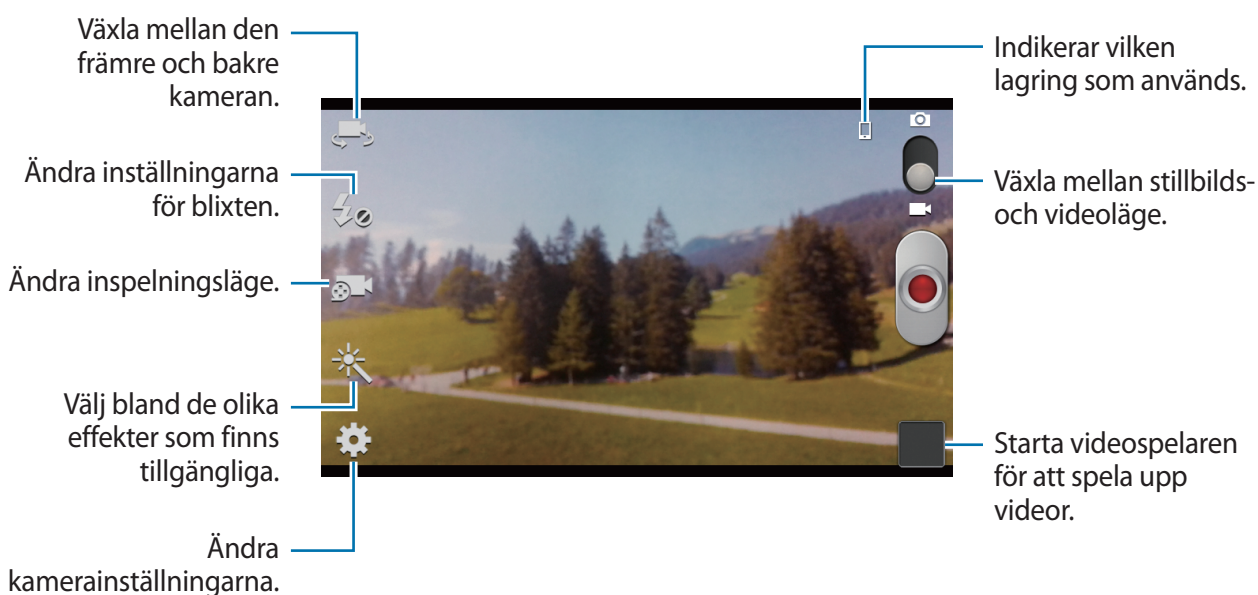 Växla mellan den
främre och bakre
kameran.
Ändra inställningarna
för blixten.
Ändra inspelningsläge.
Välj bland de olika
effekter som finns
tillgängliga.
Ändra
kamerainställningarna.
Indikerar vilken
lagring som används.
Växla mellan stillbilds-
och videoläge.
Starta videospelaren
för att spela upp
videor.